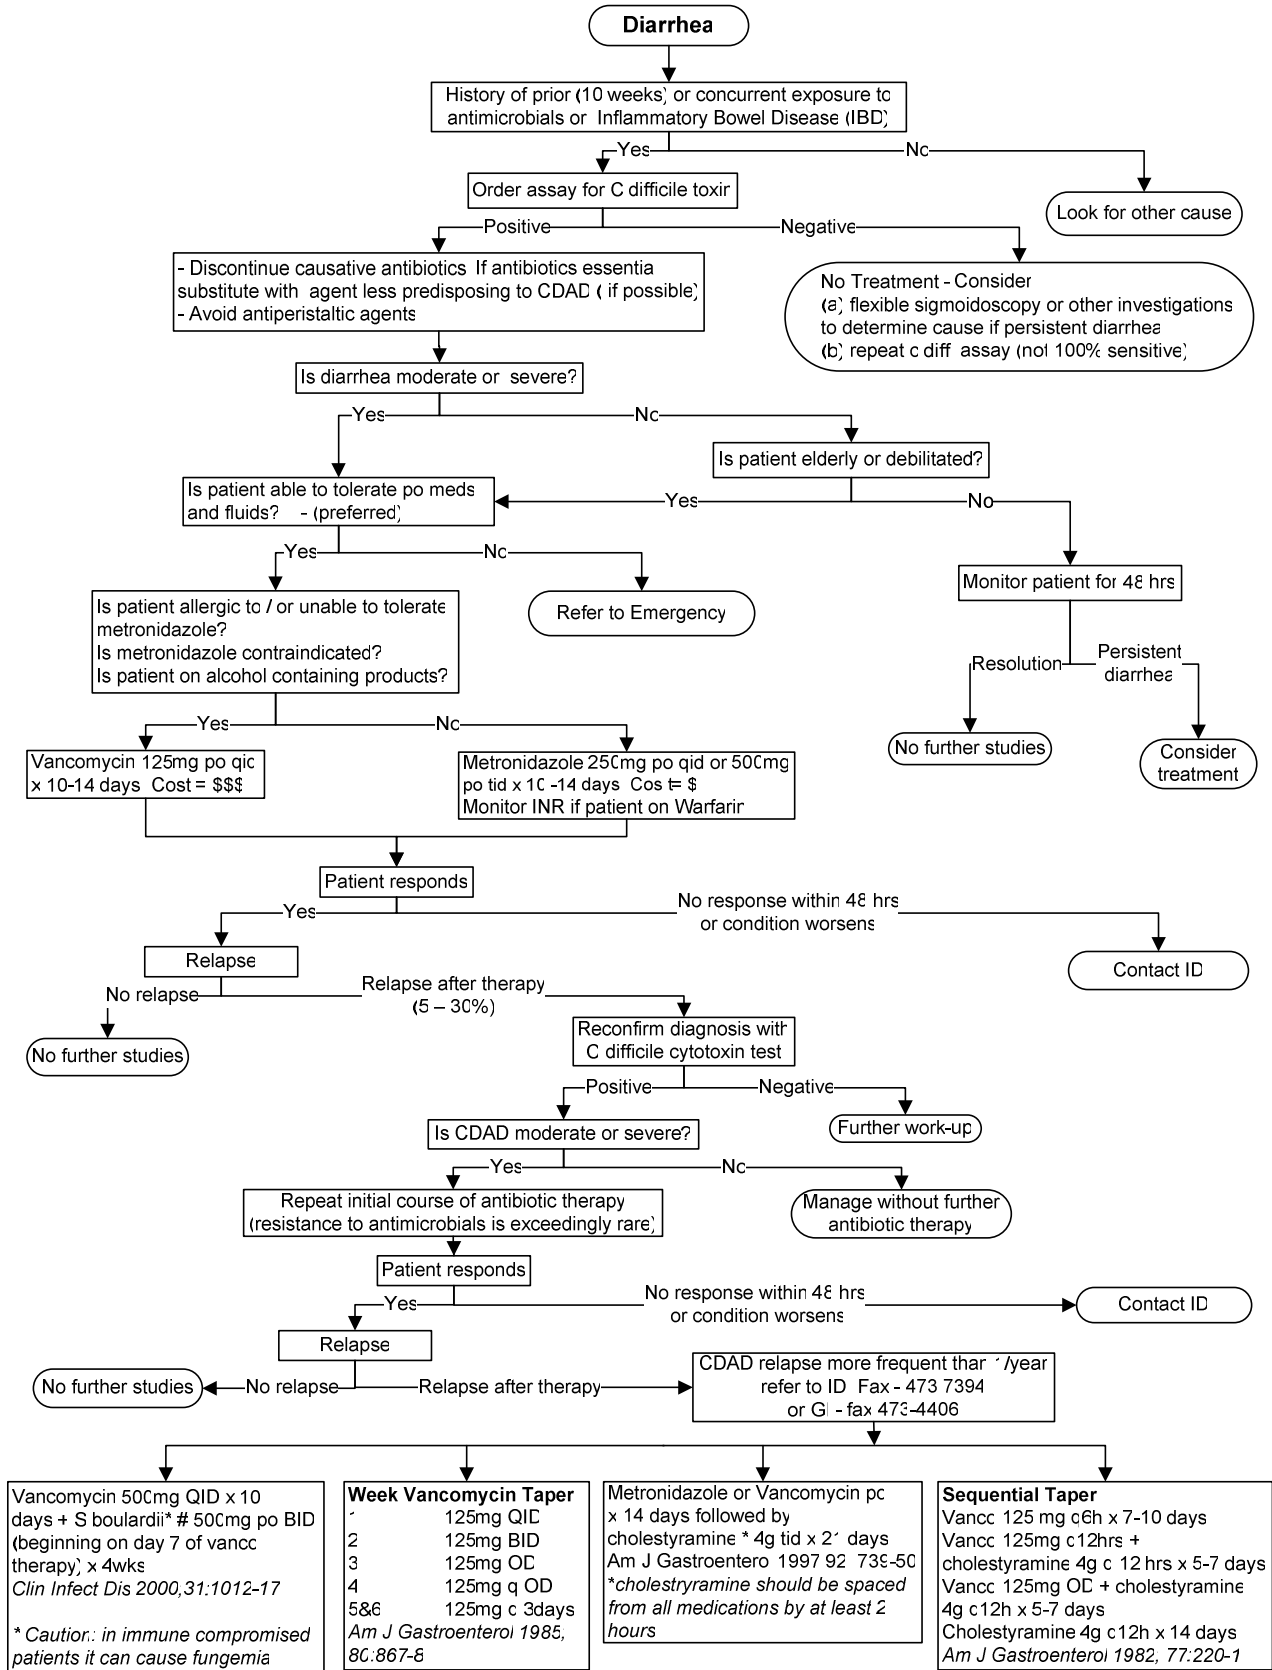 Diarrhea
History of prior (10 weeks) or concurrent exposure to
antimicrobials or Inflammatory Bowel Disease (IBD)
Yes
No
Order assay for C difficile toxin
Look for other cause
Positive
Negative
- Discontinue causative antibiotics If antibiotics essentia
substitute with agent less predisposing to CDAD ( if possible)
- Avoid antiperistaltic agents
No Treatment - Consider
(a) flexible sigmoidoscopy or other investigations
to determine cause if persistent diarrhea
(b) repeat c diff assay (not 100% sensitive)
Is diarrhea moderate or severe?
Yes
No
Is patient elderly or debilitated?
Is patient able to tolerate po meds
and fluids? - (preferred)
Yes
No
Yes
No
Monitor patient for 48 hrs
Is patient allergic to / or unable to tolerate
metronidazole?
Is metronidazole contraindicated?
Is patient on alcohol containing products?
Refer to Emergency
Resolution
Persistent
diarrhea
Yes
No
No further studies
Consider
treatment
Vancomycin 125mg po qid
x 10-14 days Cost = $$$
Metronidazole 250mg po qid or 500mg
po tid x 10 -14 days Cos t= $
Monitor INR if patient on Warfarin
Patient responds
Yes
No response within 48 hrs
or condition worsens
Relapse
Contact ID
No relapse
Relapse after therapy
(5 – 30%)
No further studies
Reconfirm diagnosis with
C difficile cytotoxin test
Positive
Negative
Is CDAD moderate or severe?
Further work-up
Yes
No
Repeat initial course of antibiotic therapy
(resistance to antimicrobials is exceedingly rare)
Manage without further
antibiotic therapy
Patient responds
Yes
No response within 48 hrs
or condition worsens
Contact ID
Relapse
No further studies
No relapse
Relapse after therapy
CDAD relapse more frequent than 1/year
refer to ID Fax - 473 7394
or GI - fax 473-4406
Vancomycin 500mg QID x 10
days + S boulardii* # 500mg po BID
(beginning on day 7 of vanco
therapy) x 4wks
Clin Infect Dis 2000,31:1012-17
* Caution: in immune compromised
patients it can cause fungemia
Week Vancomycin Taper
1 125mg QID
2 125mg BID
3 125mg OD
4 125mg q OD
5&6 125mg q 3days
Am J Gastroenterol 1985,
80:867-8
Metronidazole or Vancomycin po
x 14 days followed by
cholestyramine * 4g tid x 21 days
Am J Gastroentero 1997 92 739-50
*cholestryramine should be spaced
from all medications by at least 2
hours
Sequential Taper
Vanco 125 mg q6h x 7-10 days
Vanco 125mg q12hrs +
cholestyramine 4g q 12 hrs x 5-7 days
Vanco 125mg OD + cholestyramine
4g q12h x 5-7 days
Cholestyramine 4g q12h x 14 days
Am J Gastroenterol 1982, 77:220-1